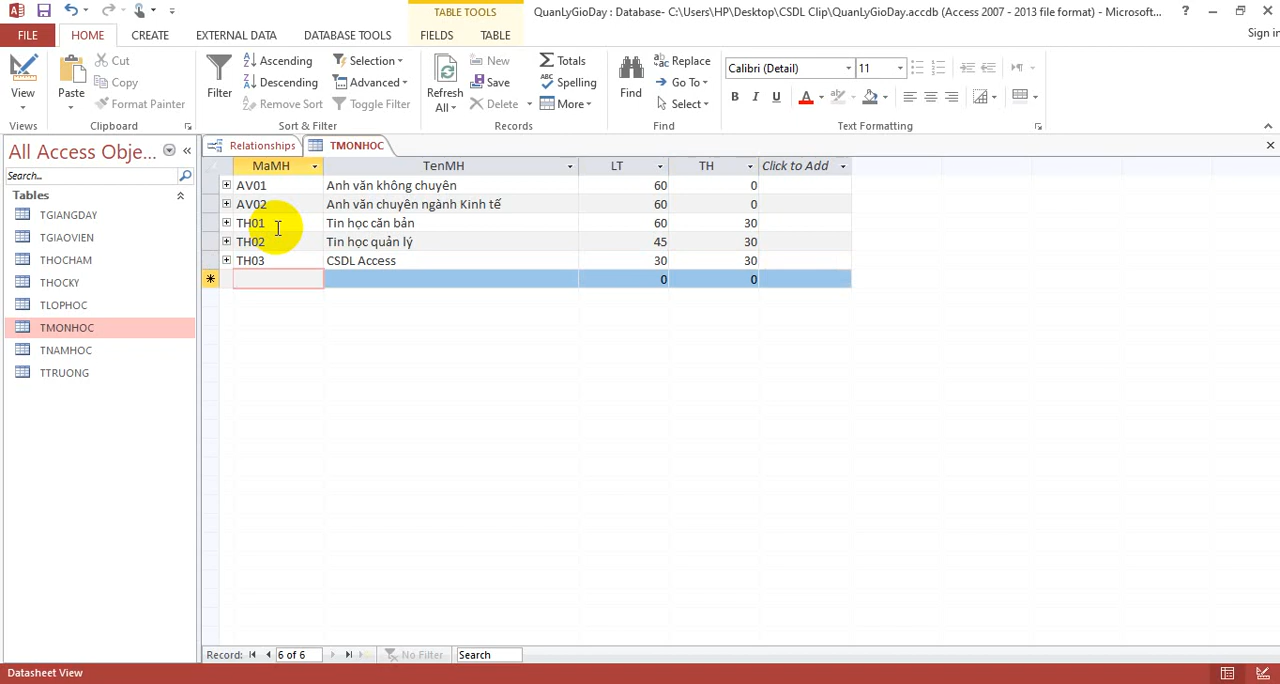 QuanLyGioDay : Database- C:\Users\HP\Desktop\CSDL Clip\QuanLyGioDay.accdb (Access 2007 - 2013 file format) - Microsoft...
TABLE TOOLS
Sign in
FILE HOME CREATE EXTERNAL DATA DATABASE TOOLS FIELDS TABLE
View
Views
Paste
Cut
Copy
Format Painter
Clipboard
Filter
Ascending
Descending
Remove Sort
Selection
Advanced
Toggle Filter
Sort & Filter
Refresh
All
New
Save
Delete
Totals
Spelling
More
Records
Find
Replace
Go To
Select
Find
Calibri (Detail) 11
B I U A
Text Formatting
All Access Obje...
Search...
Tables
TGIANGDAY
TGIAOVIEN
THOCHAM
THOCKY
TLOPHOC
TMONHOC
TNAMHOC
TTRUONG
Relationships TMONHOC
MaMH TenMH LT TH Click to Add
AV01 Anh văn không chuyên 60 0
AV02 Anh văn chuyên ngành Kinh tế 60 0
TH01 Tin học căn bản 60 30
TH02 Tin học quản lý 45 30
TH03 CSDL Access 30 30
0 0
Record: 6 of 6 No Filter Search
Datasheet View